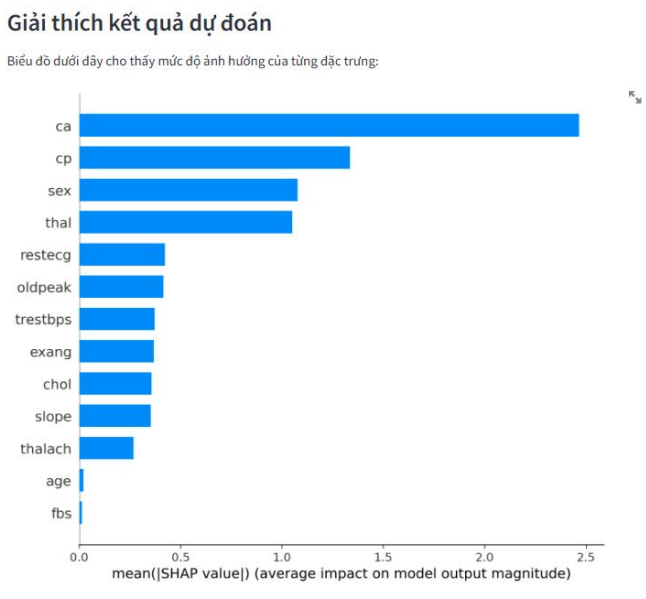 Giải thích kết quả dự đoán
Biểu đồ dưới đây cho thấy mức độ ảnh hưởng của từng đặc trưng:
ca
cp
sex
thal
restecg
oldpeak
trestbps
exang
chol
slope
thalach
age
fbs
0.0 0.5 1.0 1.5 2.0 2.5
mean(|SHAP value|) (average impact on model output magnitude)